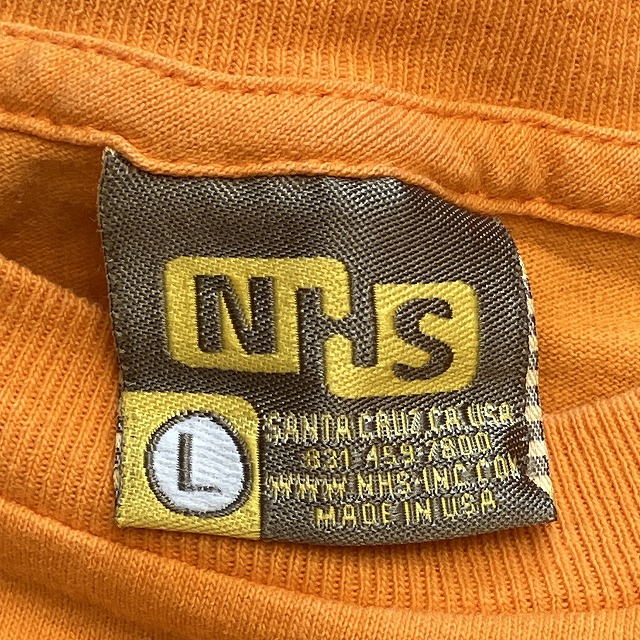 NHS
L
SANTA CRUZ, CA, USA
831 459 7800
WWW.NHS-INC.COM
MADE IN USA